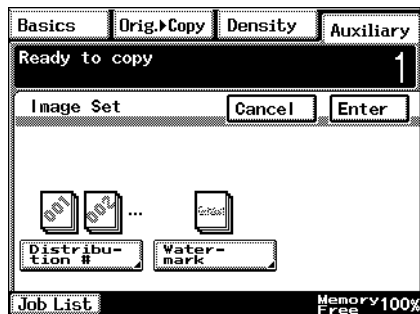 Basics Orig.▸Copy Density Auxiliary
Ready to copy 1
Image Set Cancel Enter
001 002 ...
Distribu-
tion #
Water-
mark
Job List Memory Free 100%